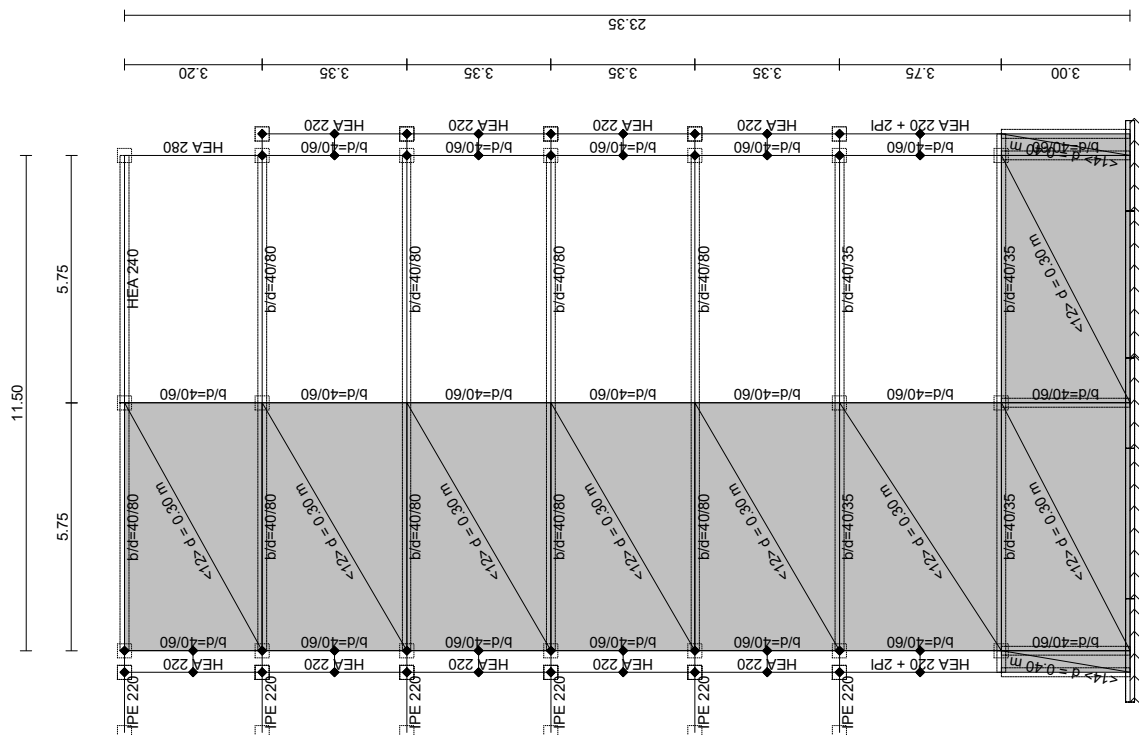 23.35
3.20 3.35 3.35 3.35 3.35 3.75 3.00
HEA 220 HEA 220 HEA 220 HEA 220 HEA 220 + 2PI
HEA 280 b/d=40/60 b/d=40/60 b/d=40/60 b/d=40/60 b/d=40/60 b/d=40/60
<14> d = 0.40 m
11.50
5.75
HEA 240 b/d=40/80 b/d=40/80 b/d=40/80 b/d=40/80 b/d=40/35 b/d=40/35
<12> d = 0.30 m
b/d=40/60 b/d=40/60 b/d=40/60 b/d=40/60 b/d=40/60 b/d=40/60 b/d=40/60
5.75
b/d=40/80 b/d=40/80 b/d=40/80 b/d=40/80 b/d=40/80 b/d=40/35 b/d=40/35
<12> d = 0.30 m <12> d = 0.30 m <12> d = 0.30 m <12> d = 0.30 m <12> d = 0.30 m <12> d = 0.30 m <12> d = 0.30 m
b/d=40/60 b/d=40/60 b/d=40/60 b/d=40/60 b/d=40/60 b/d=40/60 b/d=40/60
HEA 220 HEA 220 HEA 220 HEA 220 HEA 220 HEA 220 + 2PI
<14> d = 0.40 m
IPE 220 IPE 220 IPE 220 IPE 220 IPE 220 IPE 220